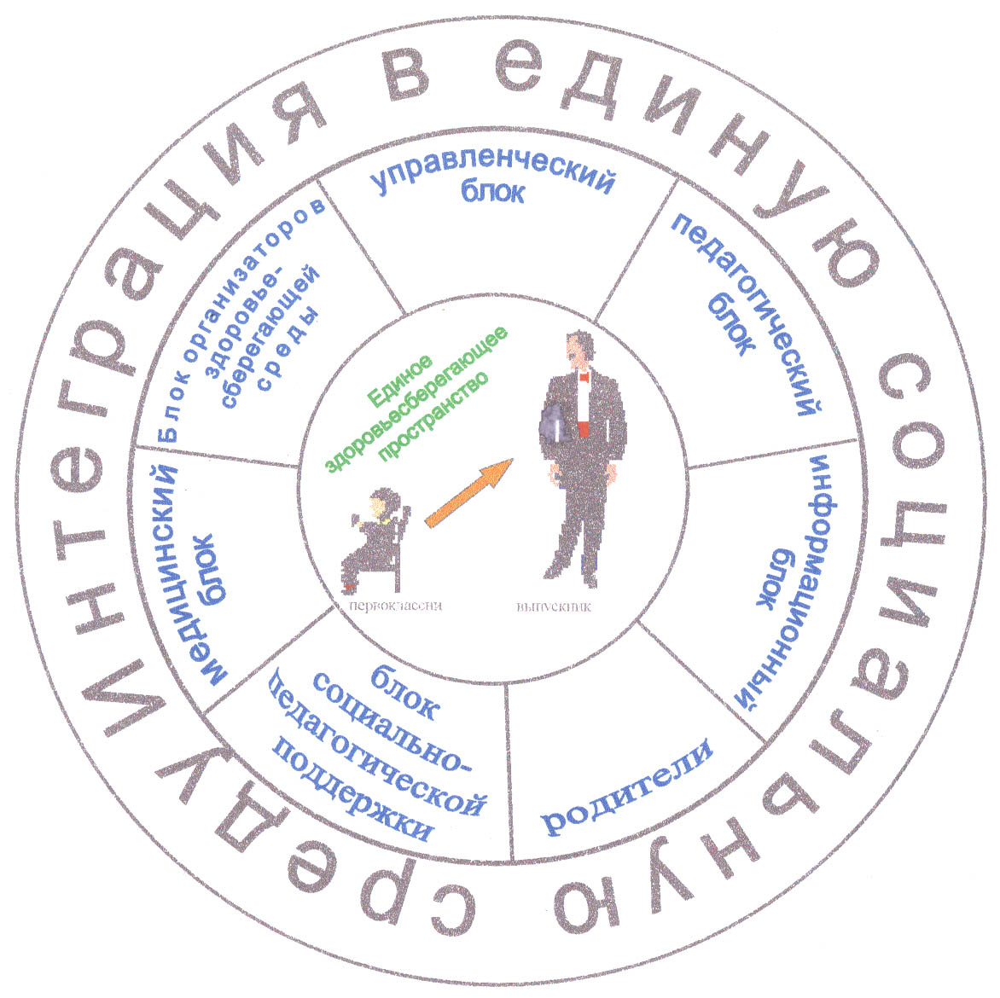 Интеграция в единую социальную среду
управленческий
блок
педагогический
блок
информационный
блок
родители
блок
социально-
педагогической
поддержки
медицинский
блок
Блок организаторов
здоровье-
сберегающей
среды
Единое
здоровьесберегающее
пространство
первоклассни
выпускник